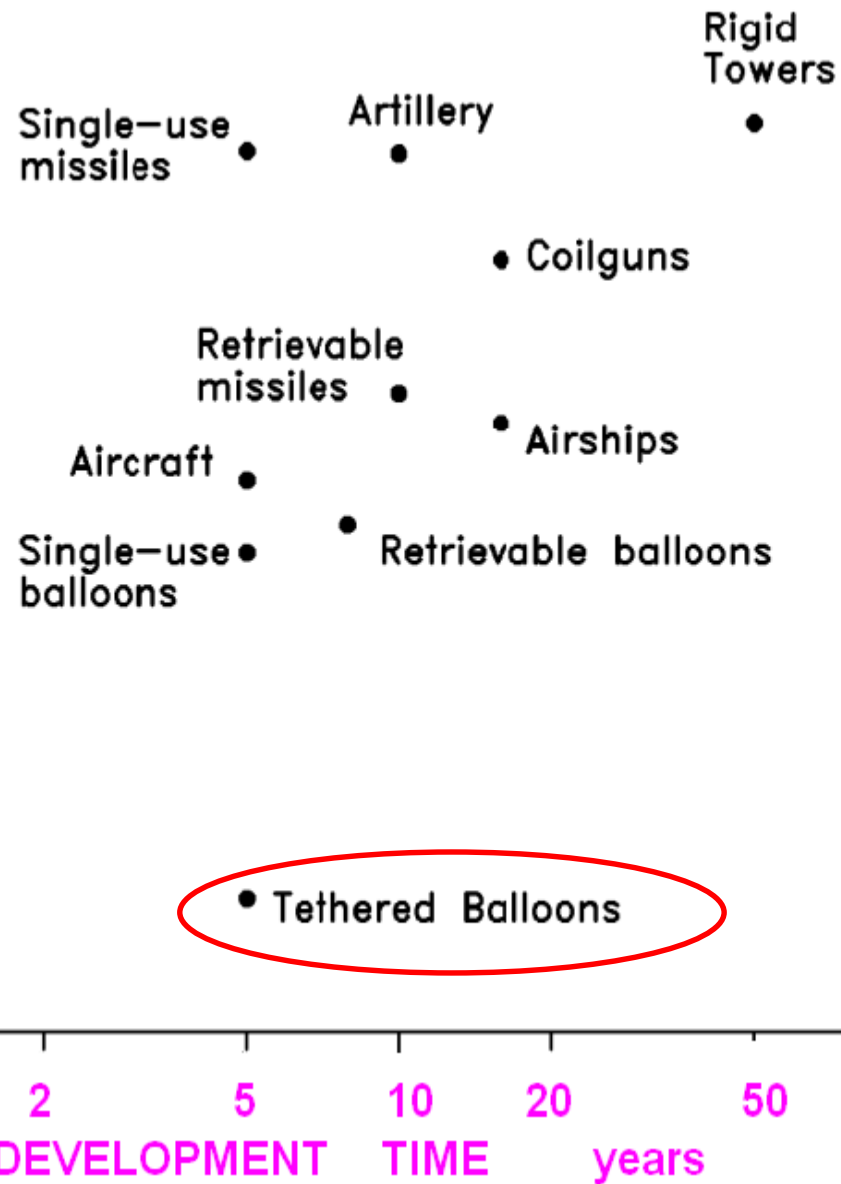 Rigid
Towers
Artillery
Single-use
missiles
Coilguns
Retrievable
missiles
Airships
Aircraft
Single-use
balloons
Retrievable balloons
Tethered Balloons
2 5 10 20 50
DEVELOPMENT TIME years